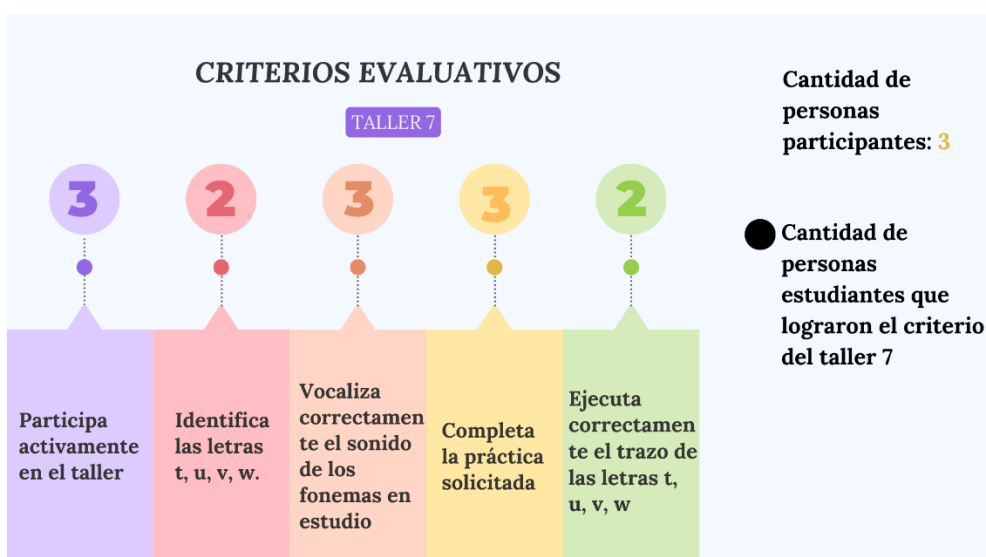 CRITERIOS EVALUATIVOS
TALLER 7
3
2
3
3
2
Participa
activamente
en el taller
Identifica
las letras
t, u, v, w.
Vocaliza
correctamen
te el sonido
de los
fonemas en
estudio
Completa
la práctica
solicitada
Ejecuta
correctamen
te el trazo de
las letras t,
u, v, w
Cantidad de
personas
participantes: 3
Cantidad de
personas
estudiantes que
lograron el criterio
del taller 7